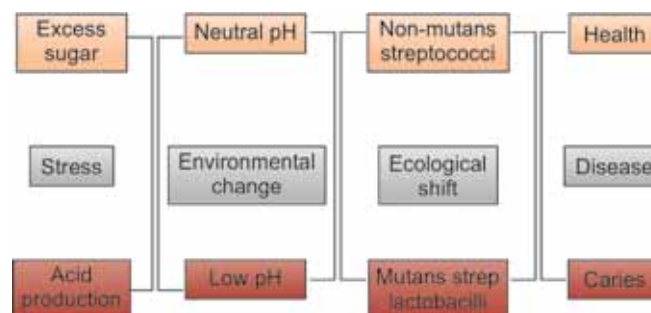 Excess
sugar
Neutral pH
Non-mutans
streptococci
Health
Stress
Environmental
change
Ecological
shift
Disease
Acid
production
Low pH
Mutans strep
lactobacilli
Caries